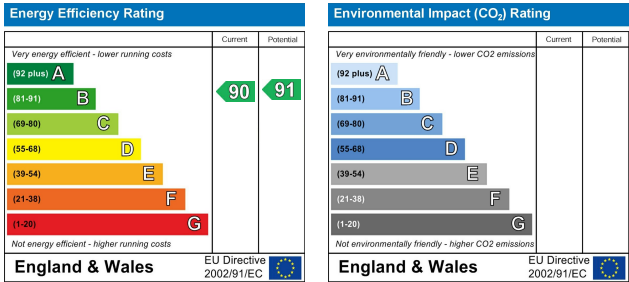 Energy Efficiency Rating
Current Potential
Very energy efficient - lower running costs
(92 plus) A
(81-91) B
(69-80) C
(55-68) D
(39-54) E
(21-38) F
(1-20) G
90
91
Not energy efficient - higher running costs
England & Wales
EU Directive
2002/91/EC
Environmental Impact (CO₂) Rating
Current Potential
Very environmentally friendly - lower CO2 emissions
(92 plus) A
(81-91) B
(69-80) C
(55-68) D
(39-54) E
(21-38) F
(1-20) G
Not environmentally friendly - higher CO2 emissions
England & Wales
EU Directive
2002/91/EC